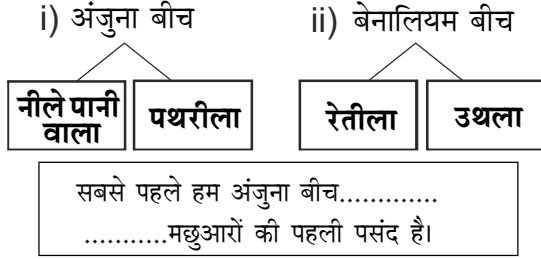 i) अंजुना बीच ii) बेनालियम बीच
नीले पानी वाला पथरीला रेतीला उथला
सबसे पहले हम अंजुना बीच.............
...........मछुआरों की पहली पसंद है।